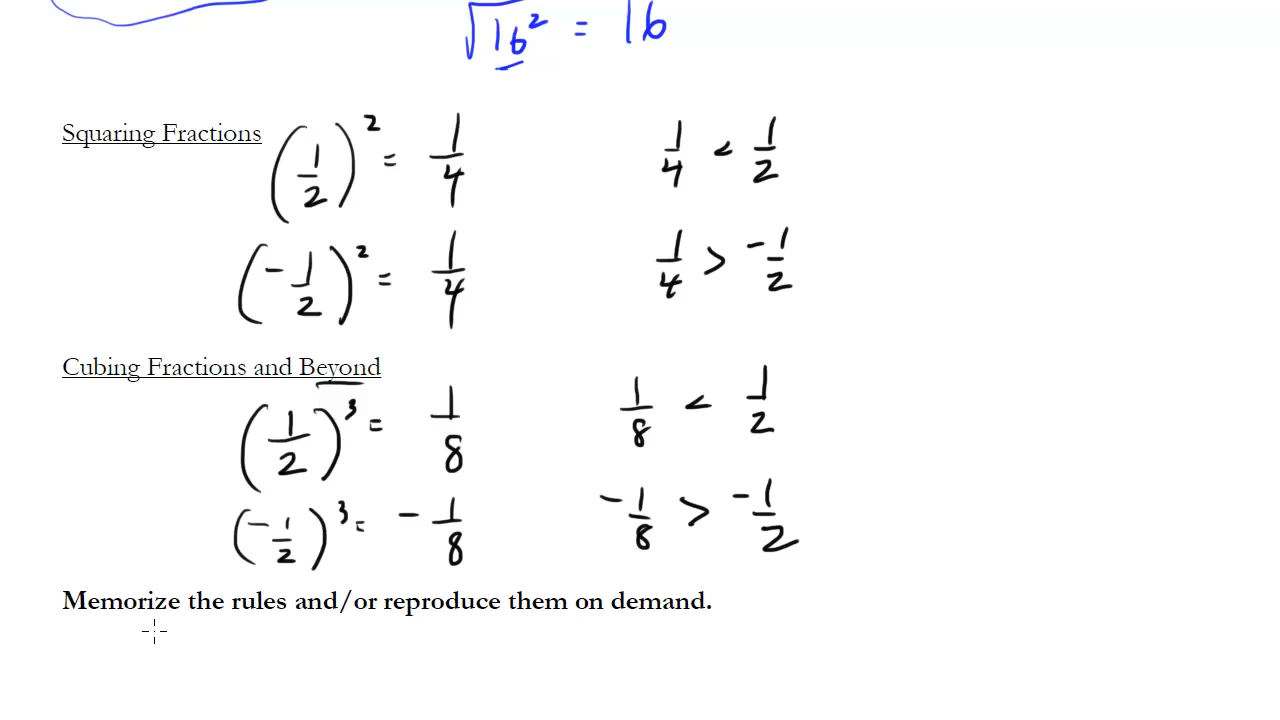 √16² = 16
Squaring Fractions (1/2)² = 1/4 1/4 < 1/2
(-1/2)² = 1/4 1/4 > -1/2
Cubing Fractions and Beyond
(1/2)³ = 1/8 1/8 < 1/2
(-1/2)³ = -1/8 -1/8 > -1/2
Memorize the rules and/or reproduce them on demand.